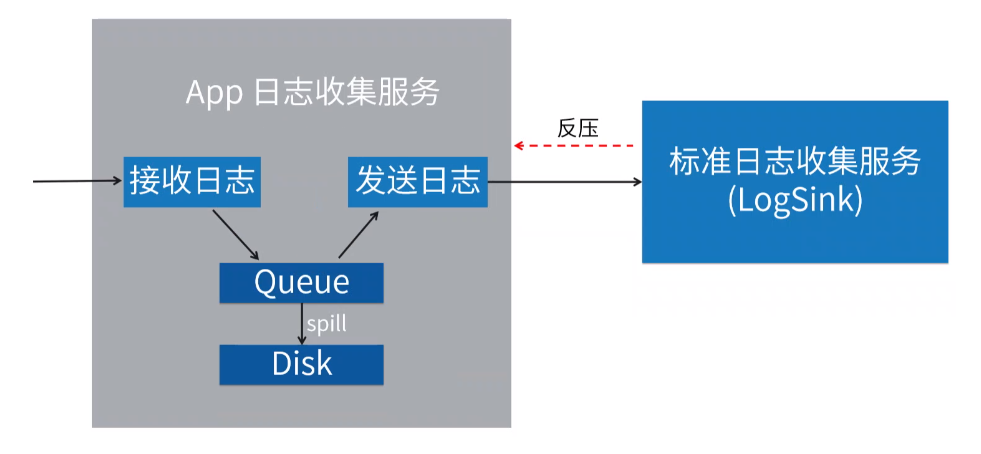 App 日志收集服务
反压
接收日志
发送日志
标准日志收集服务
(LogSink)
Queue
spill
Disk